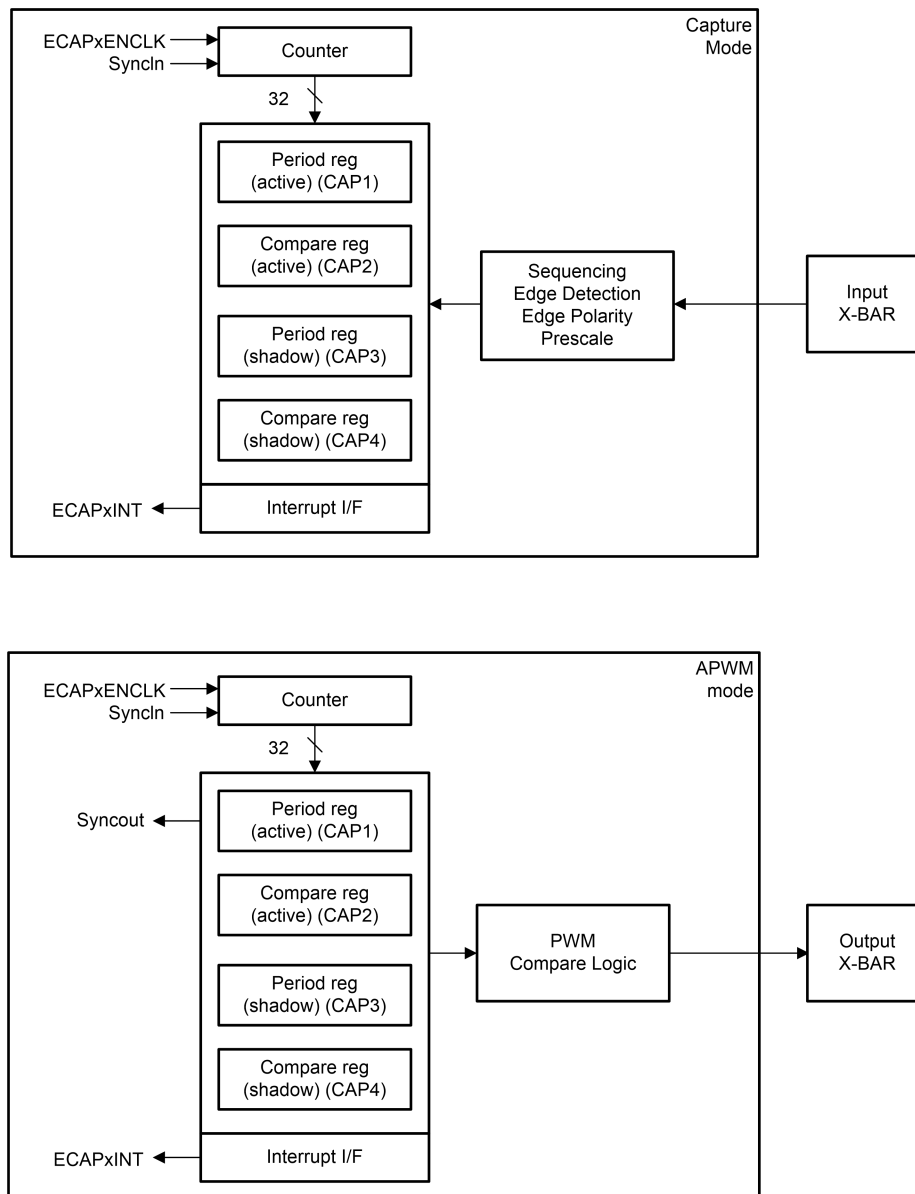 Capture
Mode
ECAPxENCLK
SyncIn
Counter
32
Period reg
(active) (CAP1)
Compare reg
(active) (CAP2)
Period reg
(shadow) (CAP3)
Compare reg
(shadow) (CAP4)
Interrupt I/F
ECAPxINT
Sequencing
Edge Detection
Edge Polarity
Prescale
Input
X-BAR
APWM
mode
ECAPxENCLK
SyncIn
Counter
32
Syncout
Period reg
(active) (CAP1)
Compare reg
(active) (CAP2)
Period reg
(shadow) (CAP3)
Compare reg
(shadow) (CAP4)
Interrupt I/F
ECAPxINT
PWM
Compare Logic
Output
X-BAR